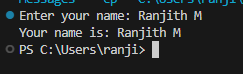 Enter your name: Ranjith M
Your name is: Ranjith M
PS C:\Users\ranji>